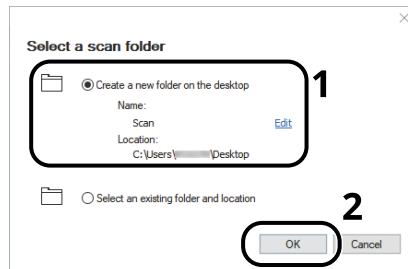 Select a scan folder
1
Create a new folder on the desktop
Name:
Scan
Edit
Location:
C:\Users\ \Desktop
Select an existing folder and location
2
OK
Cancel